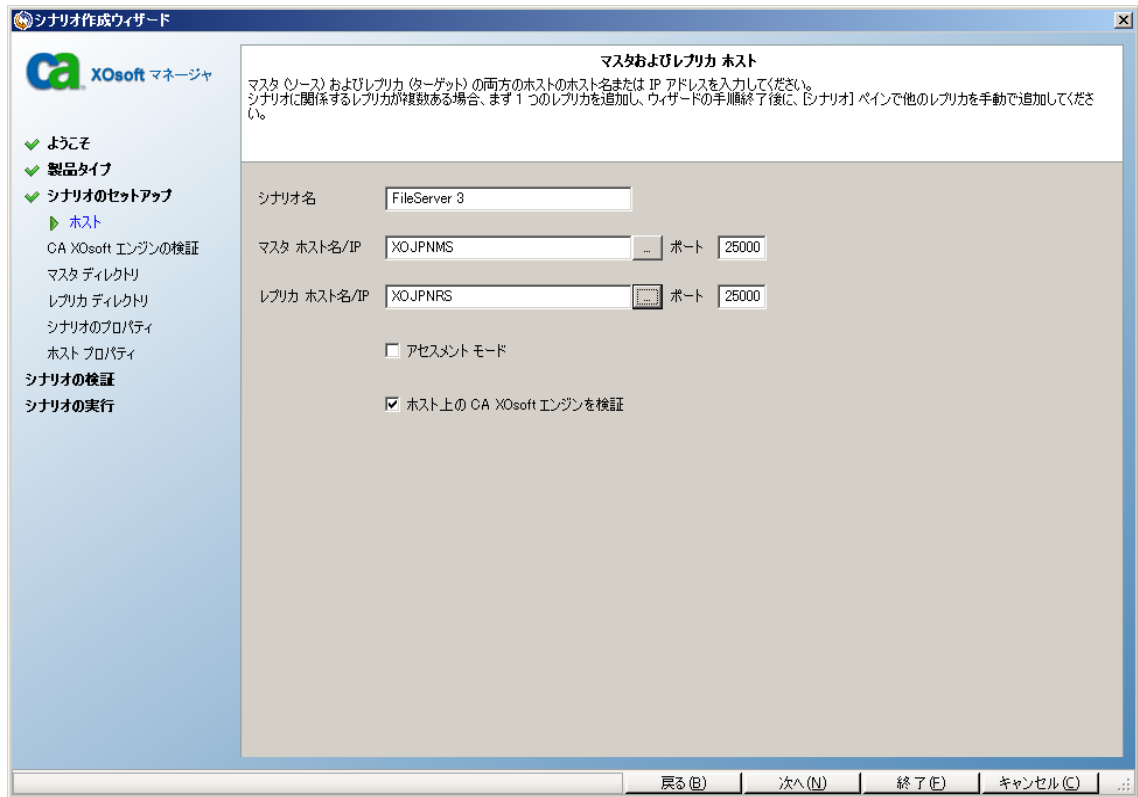 シナリオ作成ウィザード
ca XOsoft マネージャ
ようこそ
製品タイプ
シナリオのセットアップ
ホスト
CA XOsoft エンジンの検証
マスタ ディレクトリ
レプリカ ディレクトリ
シナリオのプロパティ
ホスト プロパティ
シナリオの検証
シナリオの実行
マスタおよびレプリカ ホスト
マスタ (ソース) およびレプリカ (ターゲット) の両方のホストのホスト名または IP アドレスを入力してください。
シナリオに関係するレプリカが複数ある場合、まず 1 つのレプリカを追加し、ウィザードの手順終了後に、[シナリオ] ペインで他のレプリカを手動で追加してくださ
い。
シナリオ名 FileServer 3
マスタ ホスト名/IP XOJPNMS ... ポート 25000
レプリカ ホスト名/IP XOJPNRS ... ポート 25000
アセスメント モード
ホスト上の CA XOsoft エンジンを検証
戻る(B) 次へ(N) 終了(F) キャンセル(C)